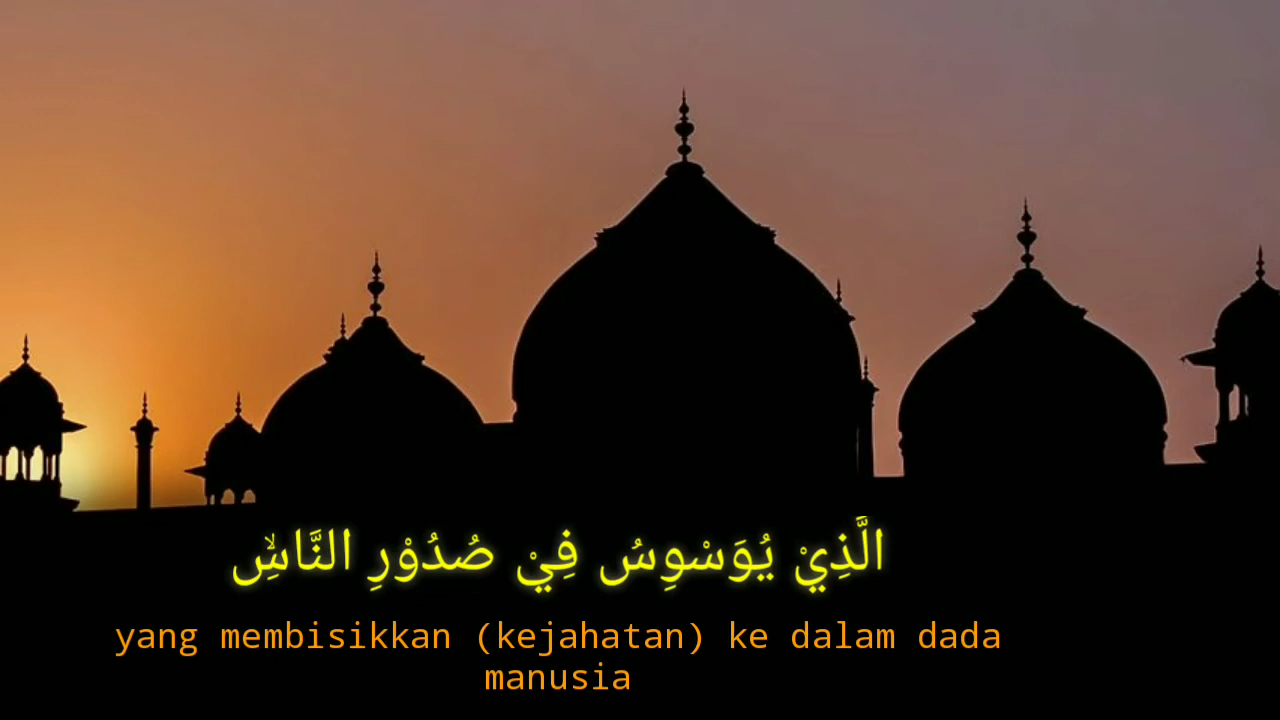 الَّذِيْ يُوَسْوِسُ فِيْ صُدُوْرِ النَّاسِۙ
yang membisikkan (kejahatan) ke dalam dada
manusia